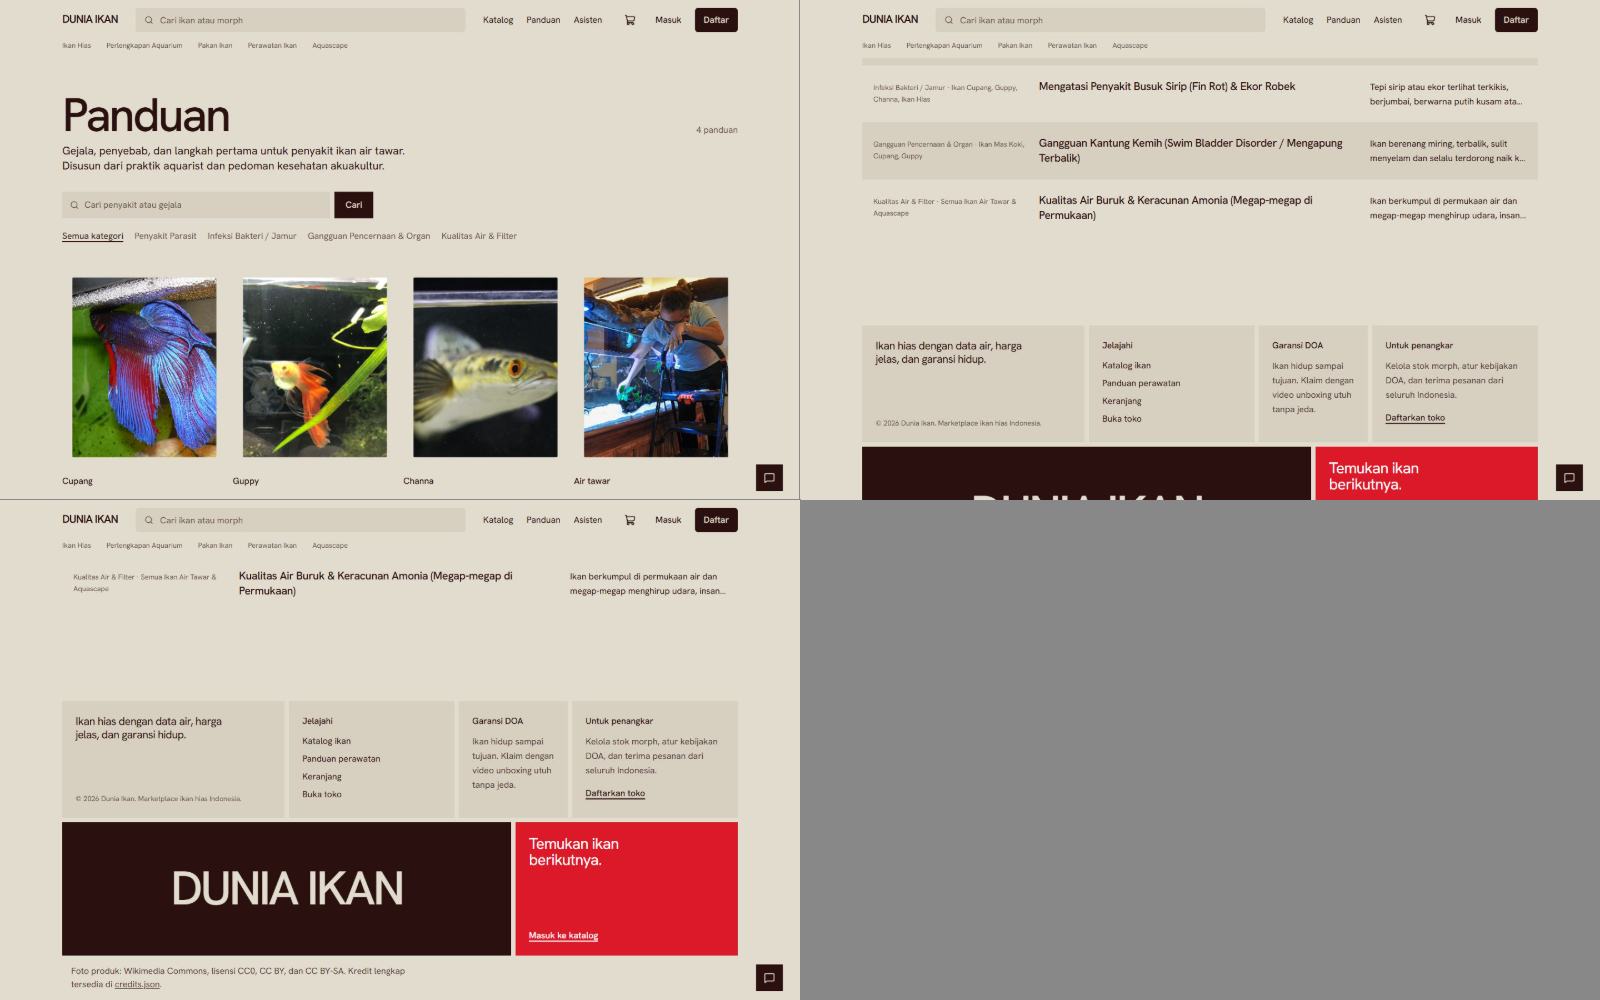 DUNIA IKAN
Cari ikan atau morph
Katalog
Panduan
Asisten
Masuk
Daftar
Ikan Hias
Perlengkapan Aquarium
Pakan Ikan
Perawatan Ikan
Aquascape
Panduan
4 panduan
Gejala, penyebab, dan langkah pertama untuk penyakit ikan air tawar.
Disusun dari praktik aquarist dan pedoman kesehatan akuakultur.
Cari penyakit atau gejala
Cari
Semua kategori
Penyakit Parasit
Infeksi Bakteri / Jamur
Gangguan Pencernaan & Organ
Kualitas Air & Filter
Cupang
Guppy
Channa
Air tawar
DUNIA IKAN
Cari ikan atau morph
Katalog
Panduan
Asisten
Masuk
Daftar
Ikan Hias
Perlengkapan Aquarium
Pakan Ikan
Perawatan Ikan
Aquascape
Infeksi Bakteri / Jamur · Ikan Cupang, Guppy,
Channa, Ikan Hias
Mengatasi Penyakit Busuk Sirip (Fin Rot) & Ekor Robek
Tepi sirip atau ekor terlihat terkikis,
berjumbai, berwarna putih kusam ata...
Gangguan Pencernaan & Organ · Ikan Mas Koki,
Cupang, Guppy
Gangguan Kantung Kemih (Swim Bladder Disorder / Mengapung
Terbalik)
Ikan berenang miring, terbalik, sulit
menyelam dan selalu terdorong naik k...
Kualitas Air & Filter · Semua Ikan Air Tawar &
Aquascape
Kualitas Air Buruk & Keracunan Amonia (Megap-megap di
Permukaan)
Ikan berkumpul di permukaan air dan
megap-megap menghirup udara, insan...
Ikan hias dengan data air, harga
jelas, dan garansi hidup.
© 2026 Dunia Ikan. Marketplace ikan hias Indonesia.
Jelajahi
Katalog ikan
Panduan perawatan
Keranjang
Buka toko
Garansi DOA
Ikan hidup sampai
tujuan. Klaim dengan
video unboxing utuh
tanpa jeda.
Untuk penangkar
Kelola stok morph, atur kebijakan
DOA, dan terima pesanan dari
seluruh Indonesia.
Daftarkan toko
DUNIA IKAN
Temukan ikan
berikutnya.
DUNIA IKAN
Cari ikan atau morph
Katalog
Panduan
Asisten
Masuk
Daftar
Ikan Hias
Perlengkapan Aquarium
Pakan Ikan
Perawatan Ikan
Aquascape
Kualitas Air & Filter · Semua Ikan Air Tawar &
Aquascape
Kualitas Air Buruk & Keracunan Amonia (Megap-megap di
Permukaan)
Ikan berkumpul di permukaan air dan
megap-megap menghirup udara, insan...
Ikan hias dengan data air, harga
jelas, dan garansi hidup.
© 2026 Dunia Ikan. Marketplace ikan hias Indonesia.
Jelajahi
Katalog ikan
Panduan perawatan
Keranjang
Buka toko
Garansi DOA
Ikan hidup sampai
tujuan. Klaim dengan
video unboxing utuh
tanpa jeda.
Untuk penangkar
Kelola stok morph, atur kebijakan
DOA, dan terima pesanan dari
seluruh Indonesia.
Daftarkan toko
DUNIA IKAN
Temukan ikan
berikutnya.
Masuk ke katalog
Foto produk: Wikimedia Commons, lisensi CC0, CC BY, dan CC BY-SA. Kredit lengkap
tersedia di credits.json.